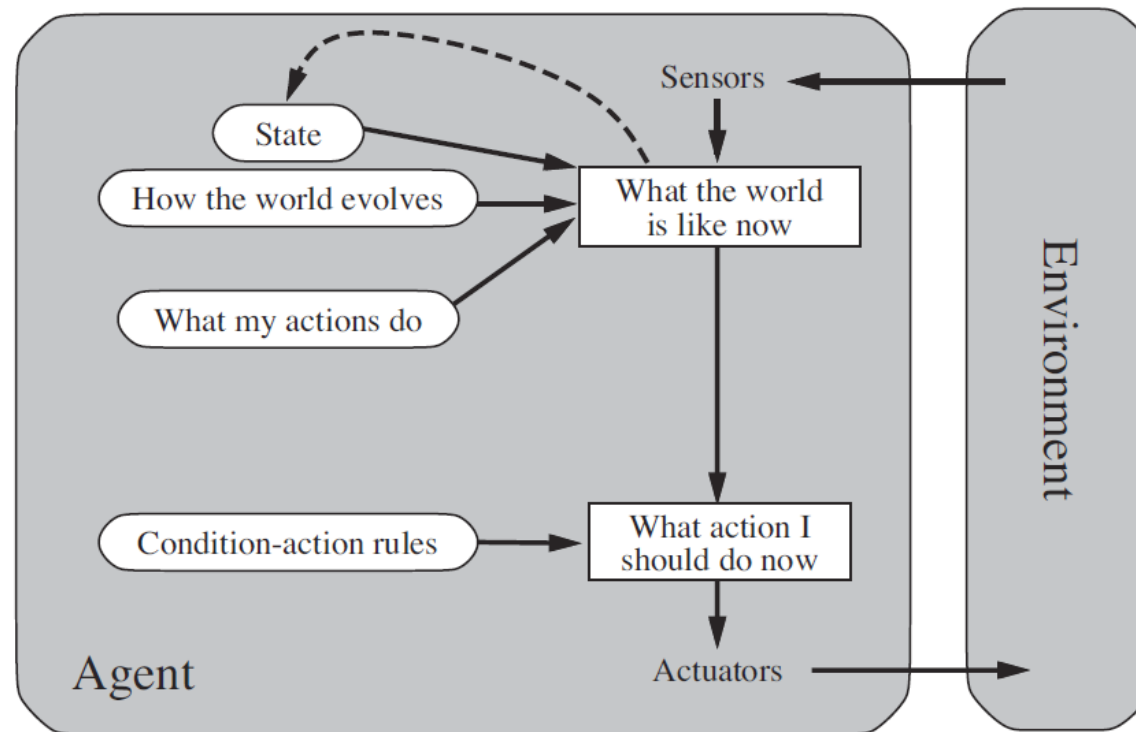 Sensors
State
How the world evolves
What my actions do
What the world
is like now
Condition-action rules
What action I
should do now
Actuators
Agent
Environment